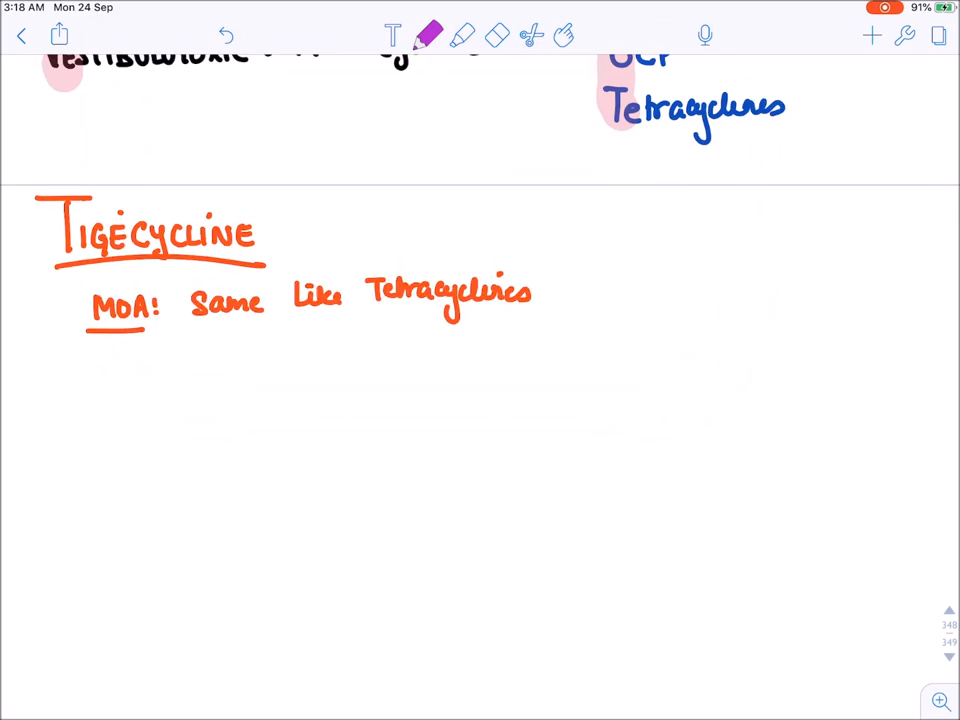 3:18 AM Mon 24 Sep 91%
T
Tetracyclines
TIGECYCLINE
MOA: Same like Tetracyclines
348
349